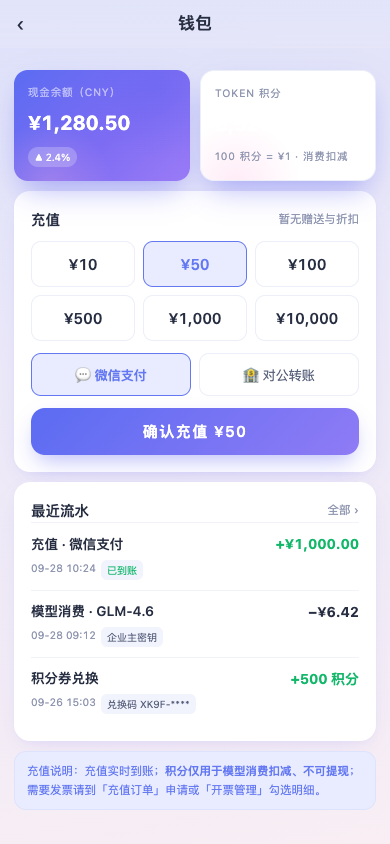 ‹ 钱包
现金余额（CNY） TOKEN 积分
¥1,280.50
▲ 2.4% 100 积分 = ¥1 · 消费扣减
充值 暂无赠送与折扣
¥10 ¥50 ¥100
¥500 ¥1,000 ¥10,000
微信支付 对公转账
确认充值 ¥50
最近流水 全部 ›
充值 · 微信支付 +¥1,000.00
09-28 10:24 已到账
模型消费 · GLM-4.6 −¥6.42
09-28 09:12 企业主密钥
积分券兑换 +500 积分
09-26 15:03 兑换码 XK9F-****
充值说明：充值实时到账；积分仅用于模型消费扣减、不可提现；
需要发票请到「充值订单」申请或「开票管理」勾选明细。